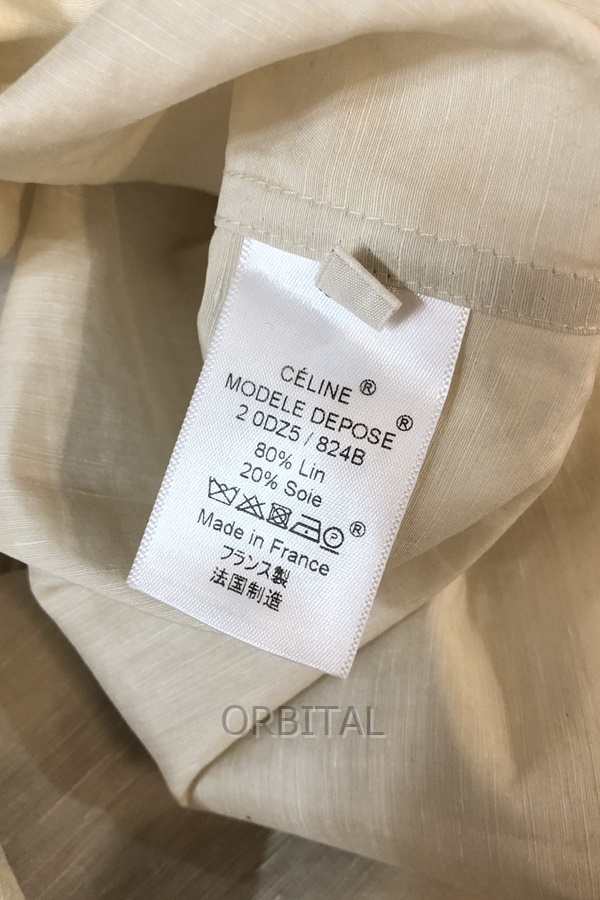 CÉLINE ®
MODELE DEPOSE ®
2 0DZ5 / 824B
80% Lin
20% Soie
P ®
Made in France
フランス製
法国制造
ORBITAL